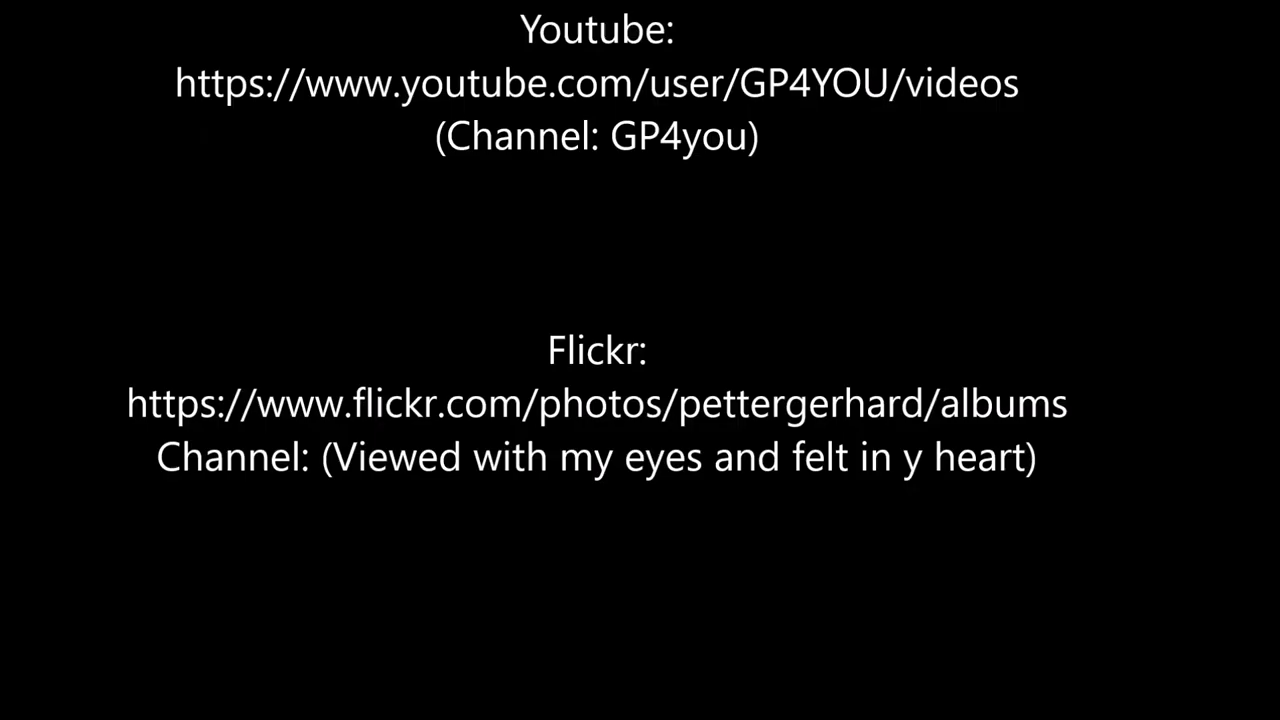 Youtube:
https://www.youtube.com/user/GP4YOU/videos
(Channel: GP4you)
Flickr:
https://www.flickr.com/photos/pettergerhard/albums
Channel: (Viewed with my eyes and felt in y heart)